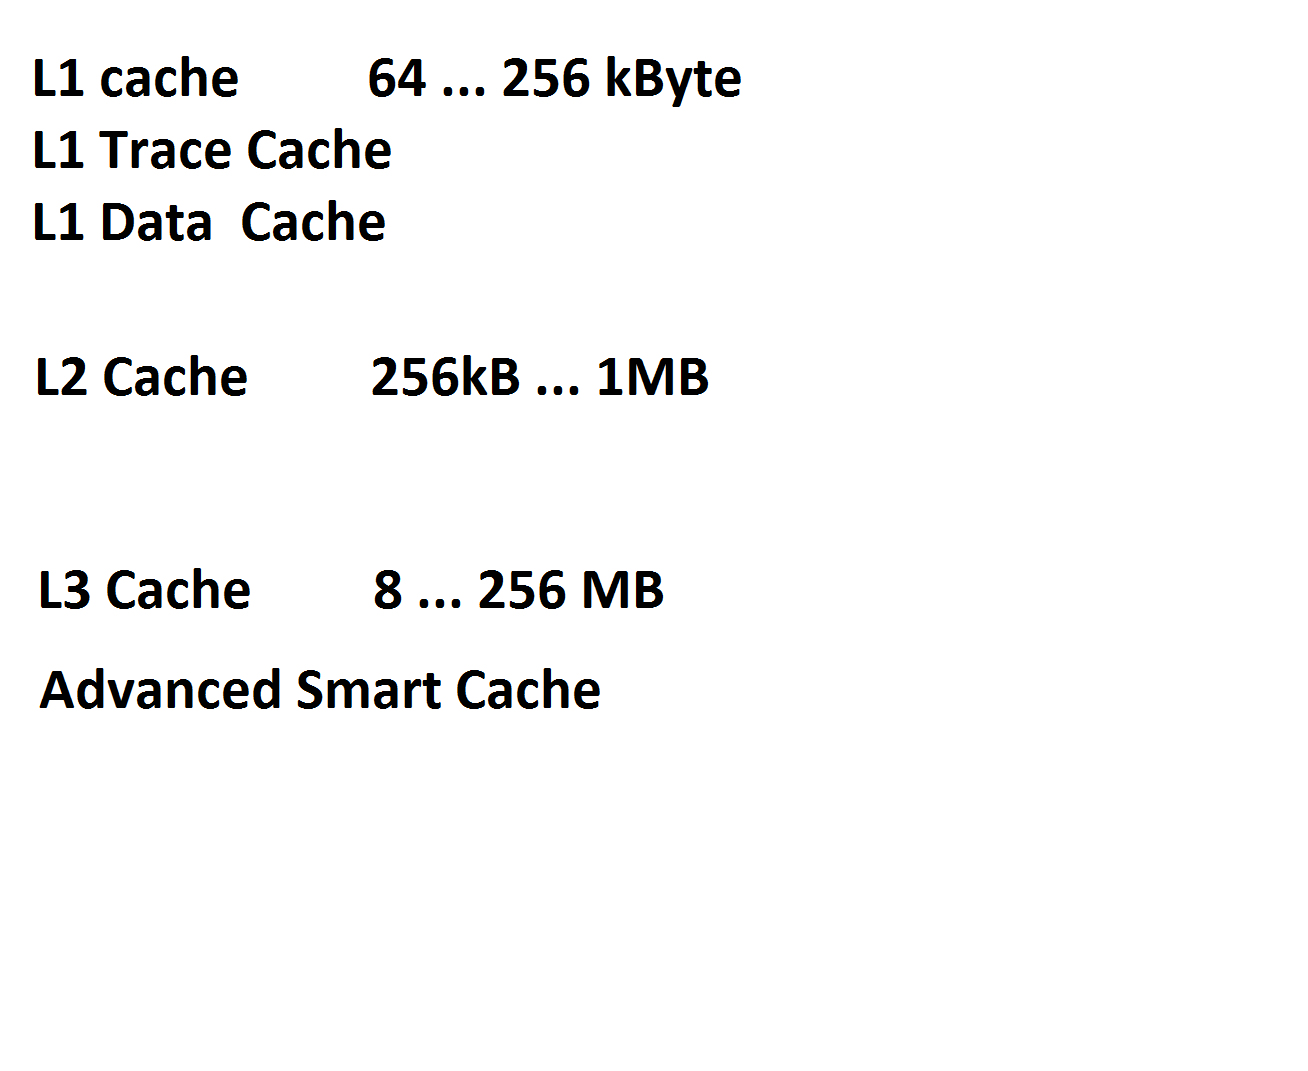 L1 cache 64 ... 256 kByte
L1 Trace Cache
L1 Data Cache
L2 Cache 256kB ... 1MB
L3 Cache 8 ... 256 MB
Advanced Smart Cache